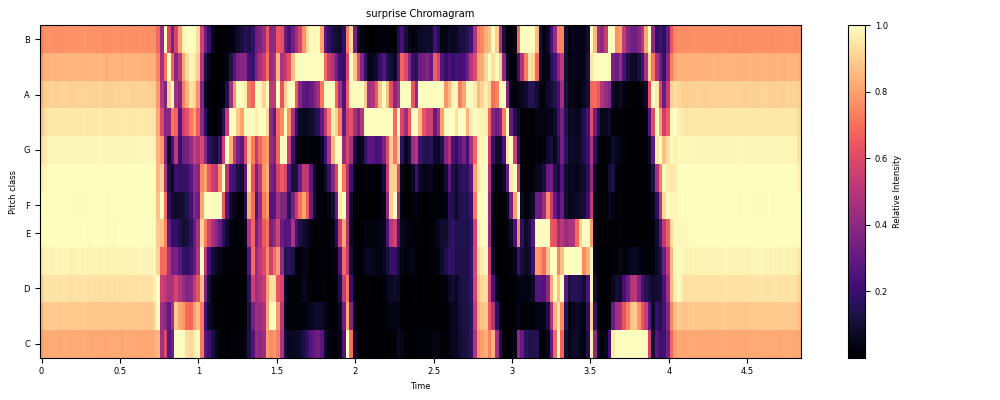 surprise Chromagram
B
A
G
F
E
D
C
Pitch class
0
0.5
1
1.5
2
2.5
3
3.5
4
4.5
Time
1.0
0.8
0.6
0.4
0.2
Relative Intensity